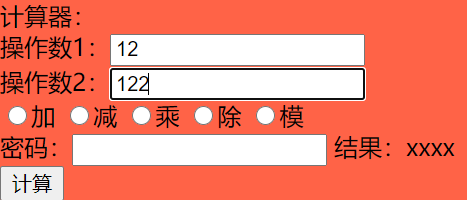 计算器：
操作数1：12
操作数2：122
加 减 乘 除 模
密码： 结果：xxxx
计算